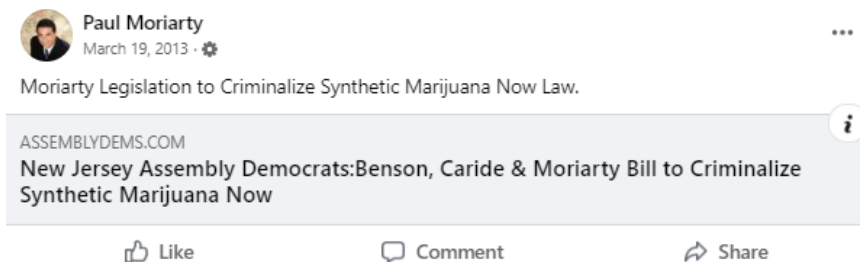 Paul Moriarty
March 19, 2013 ·
Moriarty Legislation to Criminalize Synthetic Marijuana Now Law.
i
ASSEMBLYDEMS.COM
New Jersey Assembly Democrats:Benson, Caride & Moriarty Bill to Criminalize
Synthetic Marijuana Now
Like Comment Share